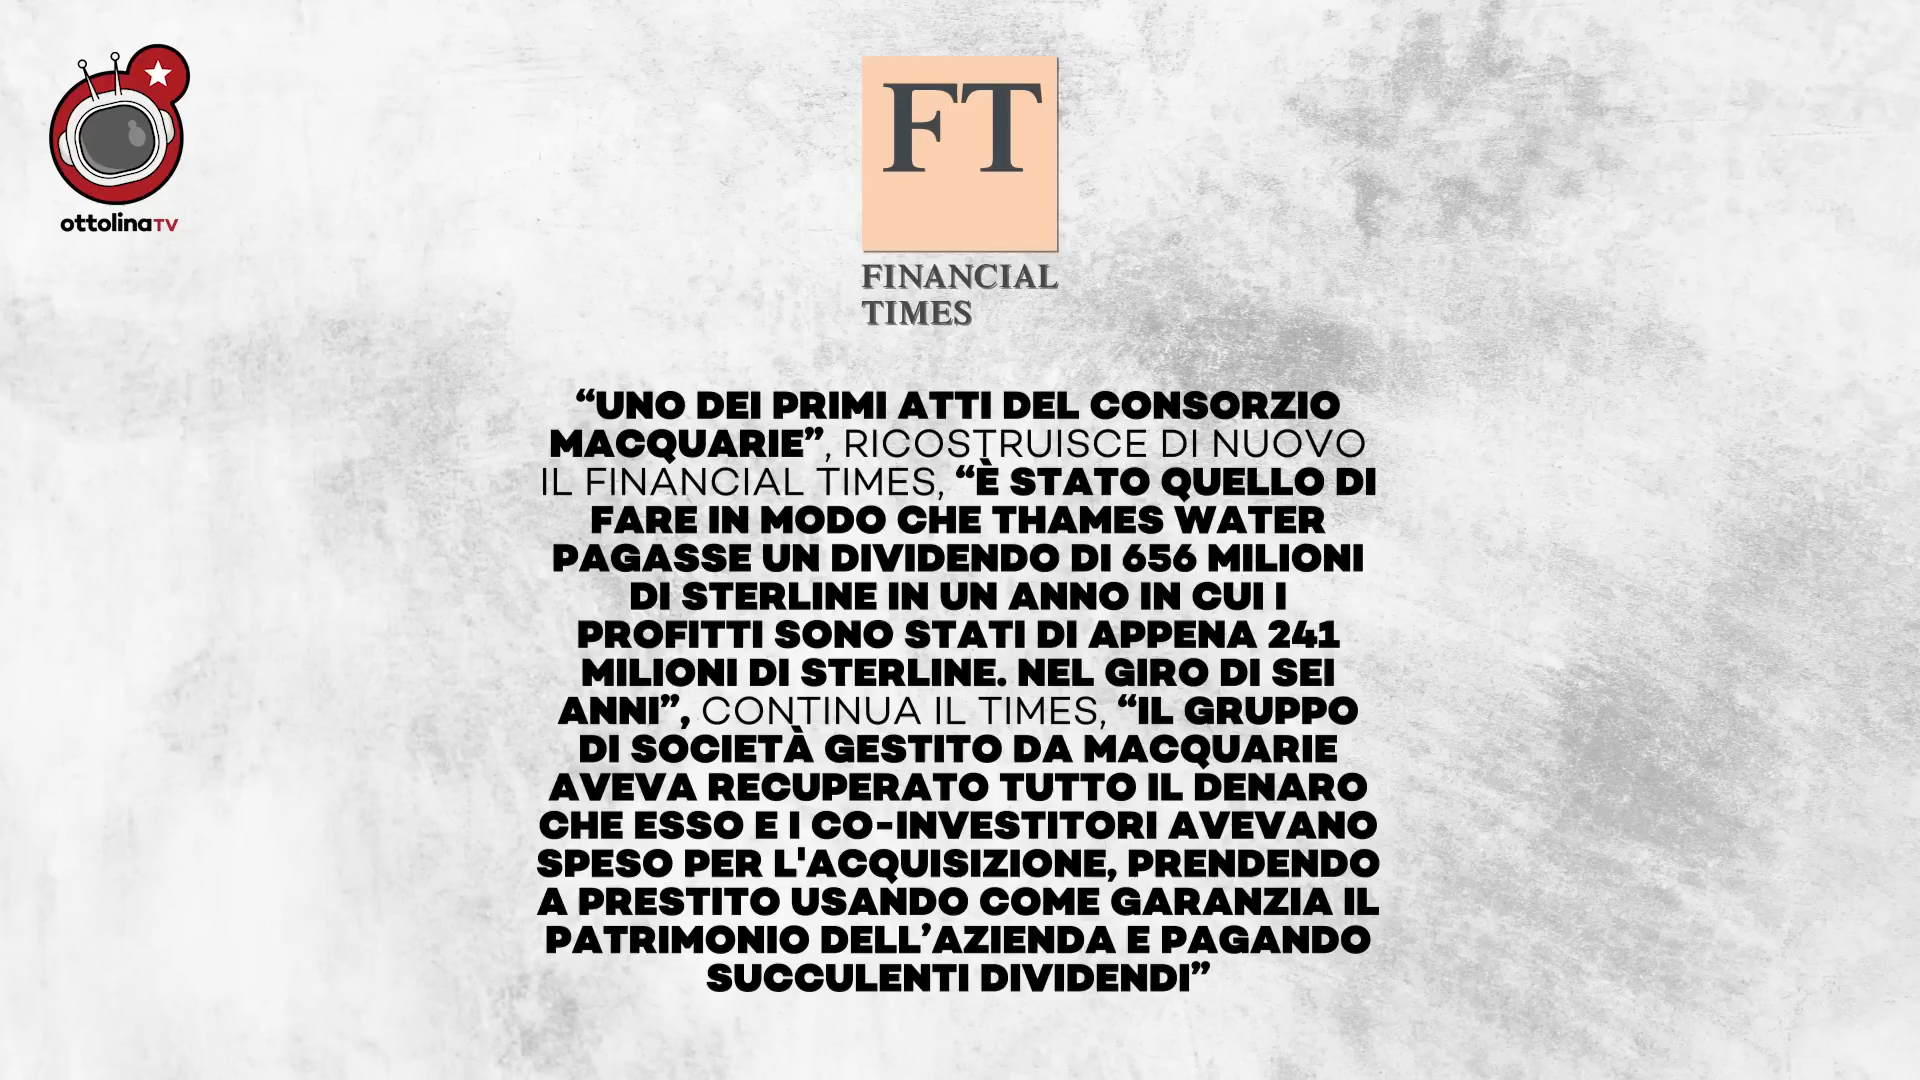 ottolinaTV
FT
FINANCIAL
TIMES
“UNO DEI PRIMI ATTI DEL CONSORZIO
MACQUARIE”, RICOSTRUISCE DI NUOVO
IL FINANCIAL TIMES, “È STATO QUELLO DI
FARE IN MODO CHE THAMES WATER
PAGASSE UN DIVIDENDO DI 656 MILIONI
DI STERLINE IN UN ANNO IN CUI I
PROFITTI SONO STATI DI APPENA 241
MILIONI DI STERLINE. NEL GIRO DI SEI
ANNI”, CONTINUA IL TIMES, “IL GRUPPO
DI SOCIETÀ GESTITO DA MACQUARIE
AVEVA RECUPERATO TUTTO IL DENARO
CHE ESSO E I CO-INVESTITORI AVEVANO
SPESO PER L'ACQUISIZIONE, PRENDENDO
A PRESTITO USANDO COME GARANZIA IL
PATRIMONIO DELL’AZIENDA E PAGANDO
SUCCULENTI DIVIDENDI”